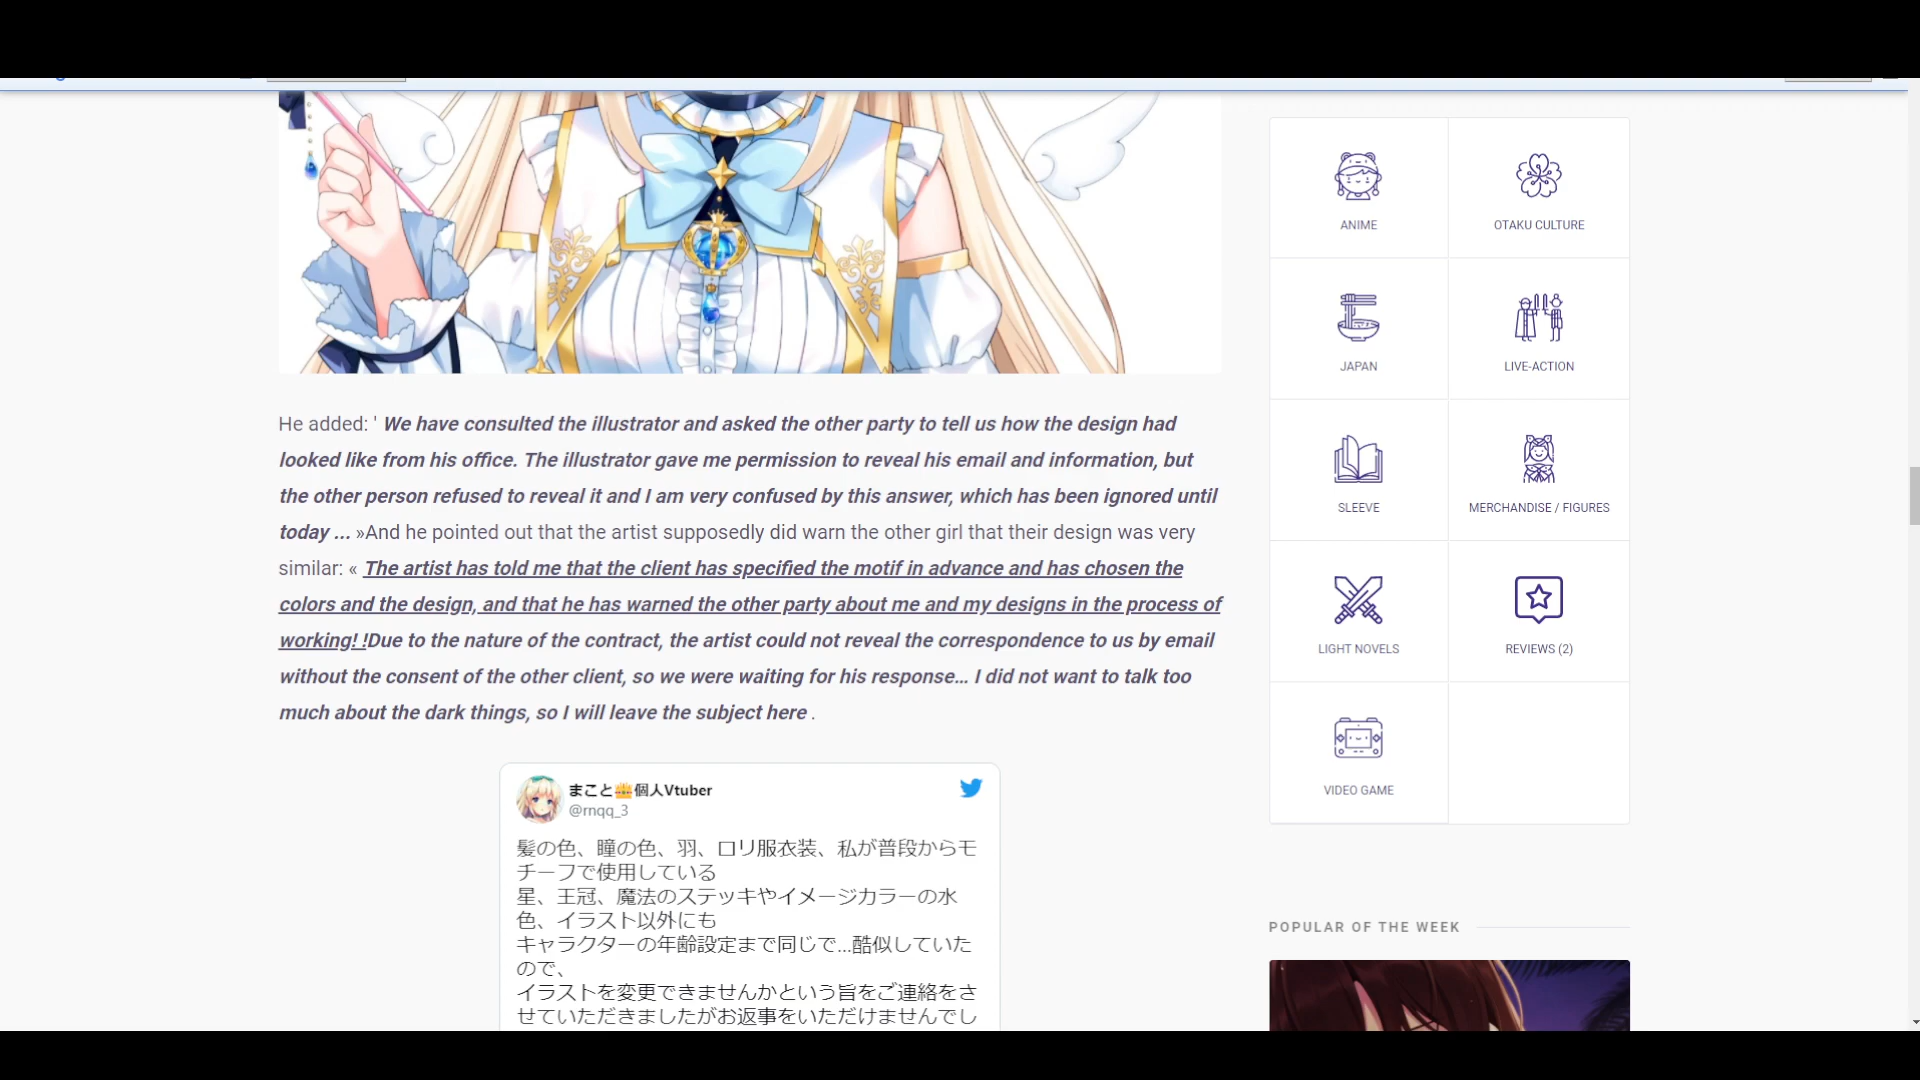 He added: ' We have consulted the illustrator and asked the other party to tell us how the design had
looked like from his office. The illustrator gave me permission to reveal his email and information, but
the other person refused to reveal it and I am very confused by this answer, which has been ignored until
today ... »And he pointed out that the artist supposedly did warn the other girl that their design was very
similar: « The artist has told me that the client has specified the motif in advance and has chosen the
colors and the design, and that he has warned the other party about me and my designs in the process of
working! !Due to the nature of the contract, the artist could not reveal the correspondence to us by email
without the consent of the other client, so we were waiting for his response… I did not want to talk too
much about the dark things, so I will leave the subject here .
まこと👑個人Vtuber
@rnqq_3
髪の色、瞳の色、羽、ロリ服衣装、私が普段からモ
チーフで使用している
星、王冠、魔法のステッキやイメージカラーの水
色、イラスト以外にも
キャラクターの年齢設定まで同じで...酷似していた
ので、
イラストを変更できませんかという旨をご連絡をさ
せていただきましたがお返事をいただけませんでし
ANIME
OTAKU CULTURE
JAPAN
LIVE-ACTION
SLEEVE
MERCHANDISE / FIGURES
LIGHT NOVELS
REVIEWS (2)
VIDEO GAME
POPULAR OF THE WEEK